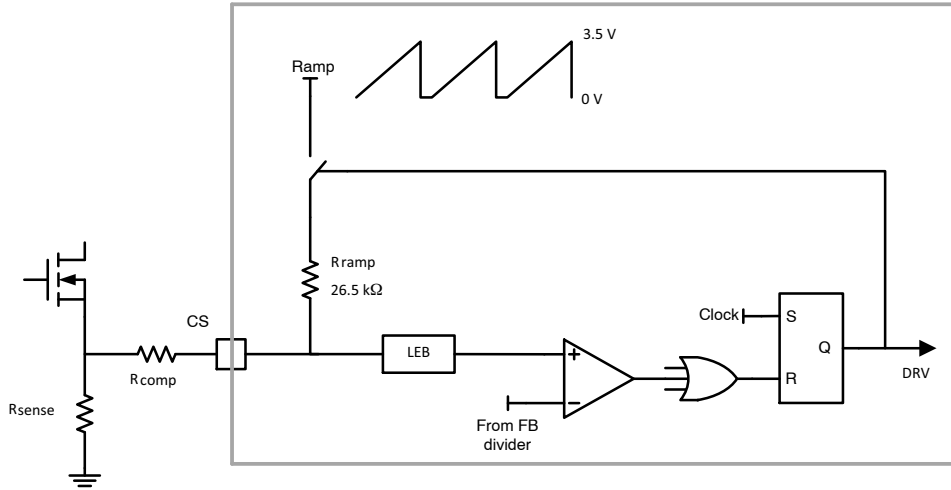 3.5 V
Ramp
0 V
Rramp
26.5 kΩ
CS
Clock
S
LEB
Q
+
Rcomp
R
DRV
Rsense
−
From FB
divider